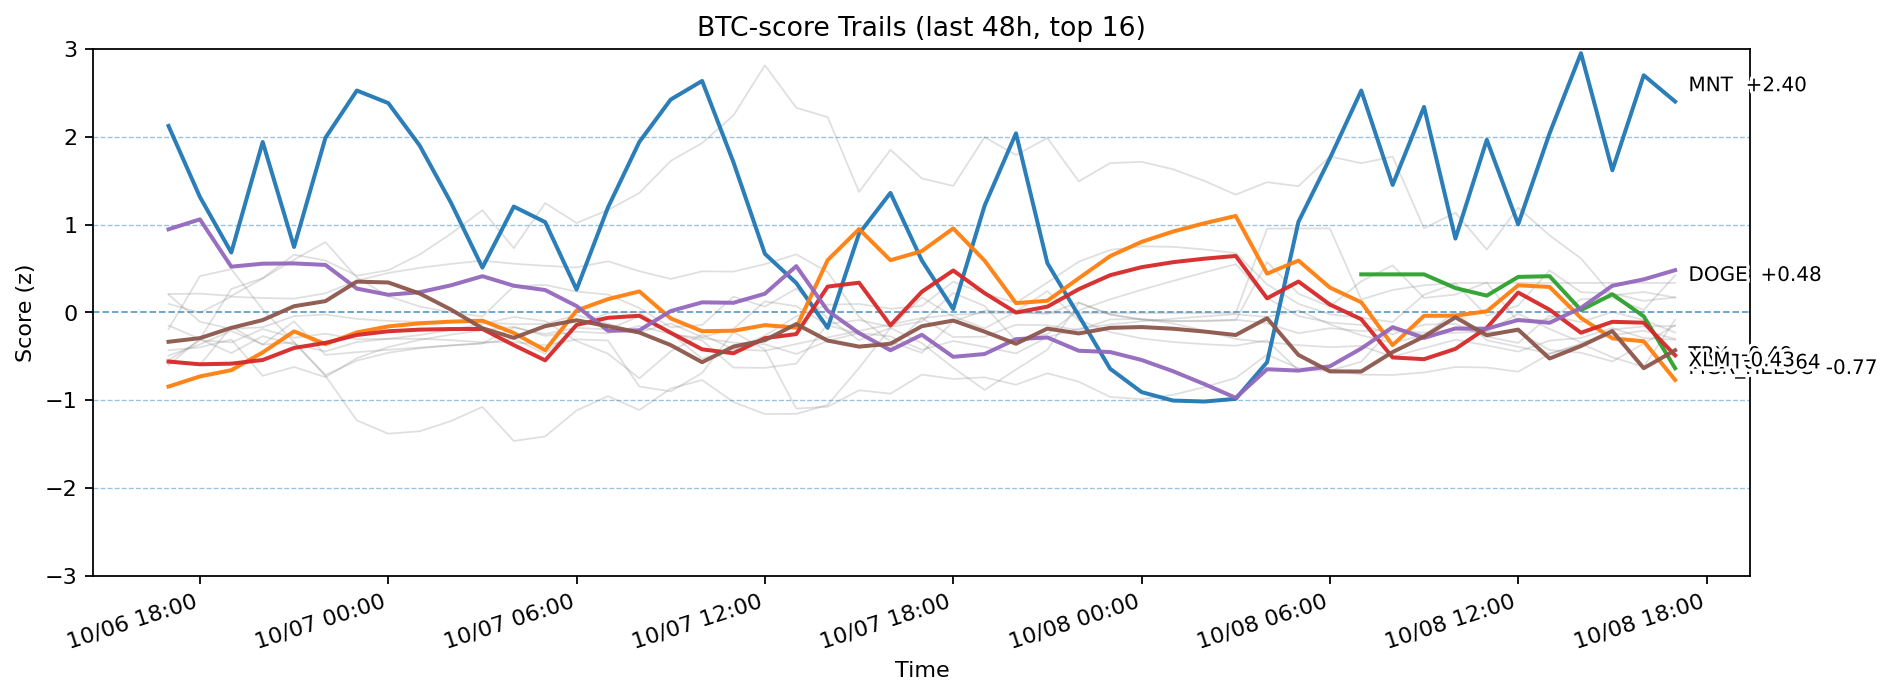 BTC-score Trails (last 48h, top 16)
3
2
1
0
−1
−2
−3
Score (z)
MNT +2.40
DOGE +0.48
XLM
-0.77
10/06 18:00
10/07 00:00
10/07 06:00
10/07 12:00
10/07 18:00
10/08 00:00
10/08 06:00
10/08 12:00
10/08 18:00
Time